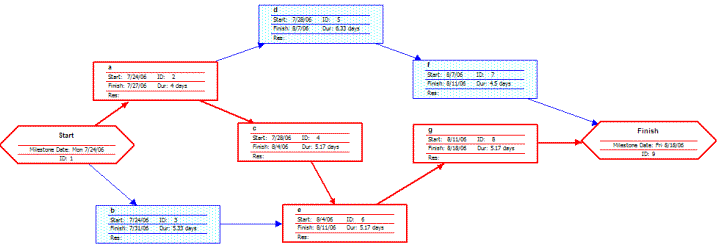 d
Start: 7/28/06 ID: 5
Finish: 8/7/06 Dur: 6.33 days
Res:
a
Start: 7/24/06 ID: 2
Finish: 7/27/06 Dur: 4 days
Res:
f
Start: 8/7/06 ID: 7
Finish: 8/11/06 Dur: 4.5 days
Res:
Start
Milestone Date: Mon 7/24/06
ID: 1
c
Start: 7/28/06 ID: 4
Finish: 8/4/06 Dur: 5.17 days
Res:
g
Start: 8/11/06 ID: 8
Finish: 8/18/06 Dur: 5.17 days
Res:
Finish
Milestone Date: Fri 8/18/06
ID: 9
b
Start: 7/24/06 ID: 3
Finish: 7/31/06 Dur: 5.33 days
Res:
e
Start: 8/4/06 ID: 6
Finish: 8/11/06 Dur: 5.17 days
Res: